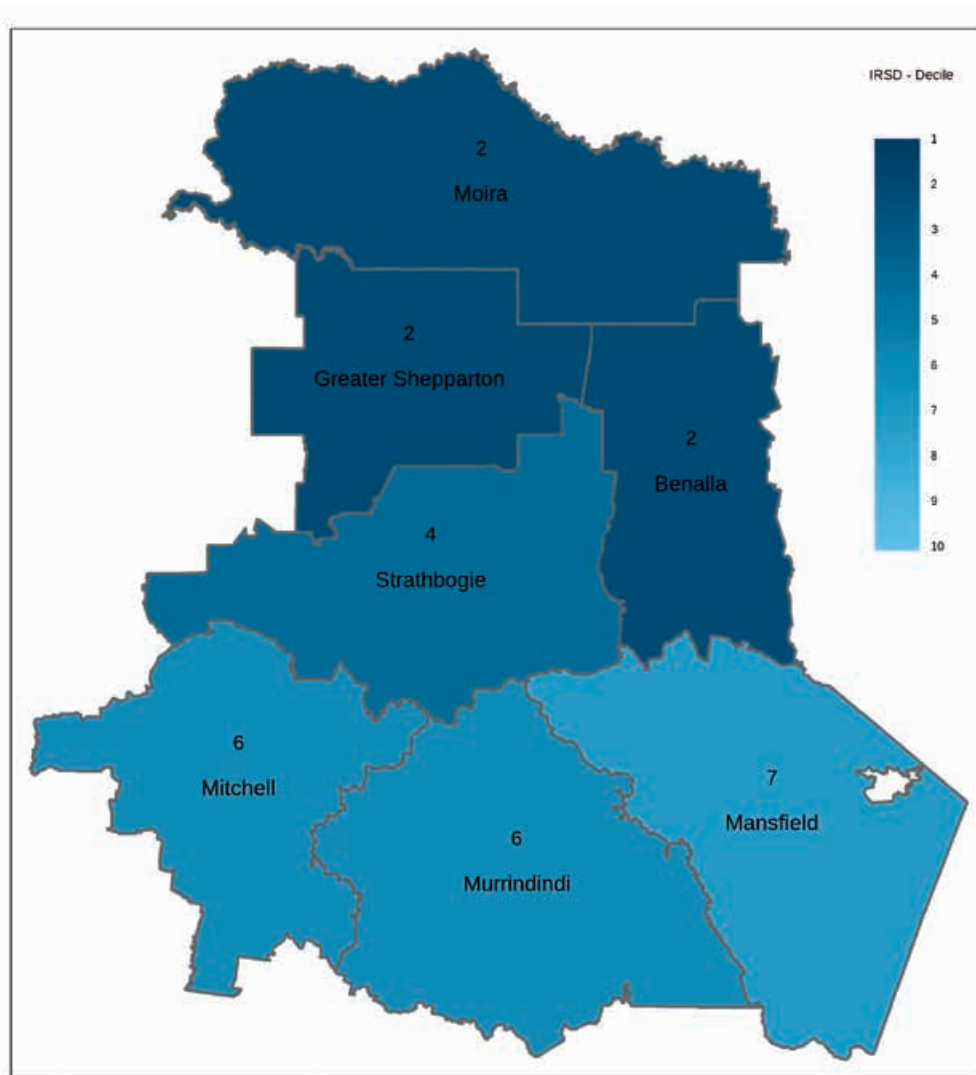 IRSD - Decile
1
2
3
4
5
6
7
8
9
10
2
Moira
2
Greater Shepparton
2
Benalla
4
Strathbogie
6
Mitchell
7
Mansfield
6
Murrindindi